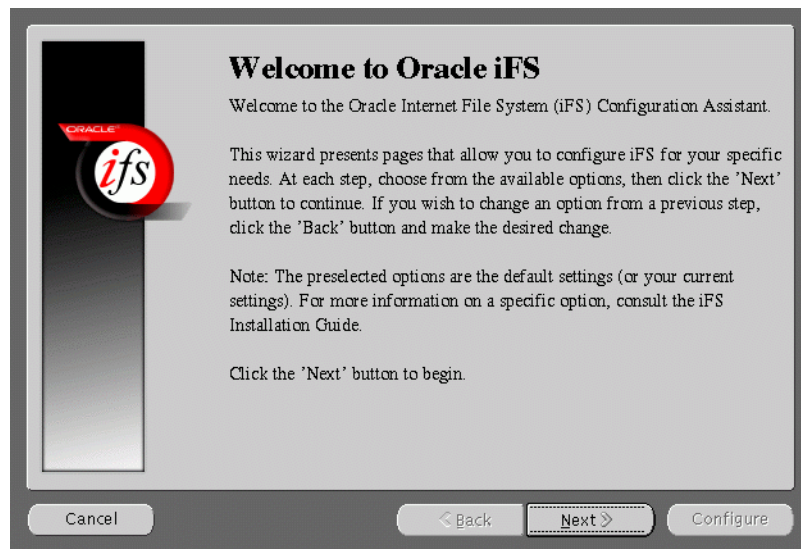 Welcome to Oracle iFS
Welcome to the Oracle Internet File System (iFS) Configuration Assistant.
ORACLE
ifs
This wizard presents pages that allow you to configure iFS for your specific
needs. At each step, choose from the available options, then click the 'Next'
button to continue. If you wish to change an option from a previous step,
click the 'Back' button and make the desired change.
Note: The preselected options are the default settings (or your current
settings). For more information on a specific option, consult the iFS
Installation Guide.
Click the 'Next' button to begin.
Cancel
Back
Next
Configure